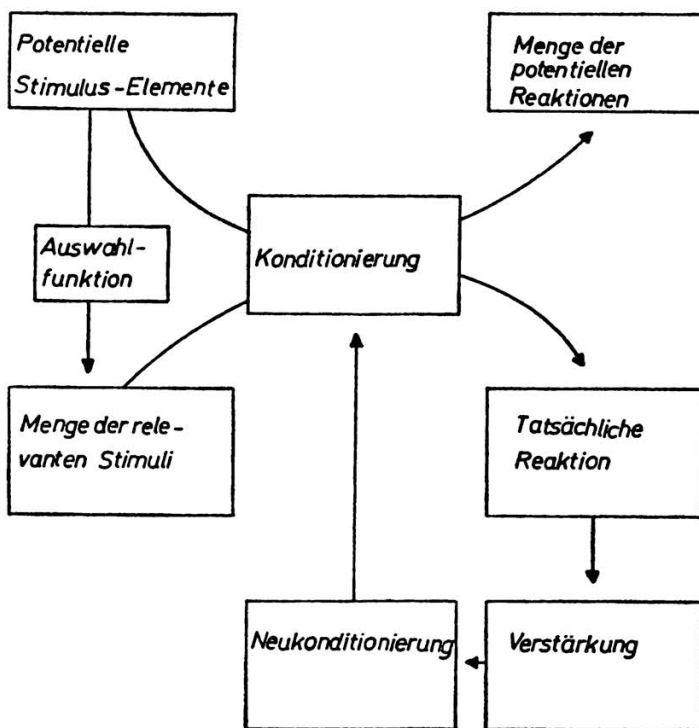 Potentielle
Stimulus-Elemente
Menge der
potentiellen
Reaktionen
Auswahl-
funktion
Konditionierung
Menge der rele-
vanten Stimuli
Tatsächliche
Reaktion
Neukonditionierung
Verstärkung